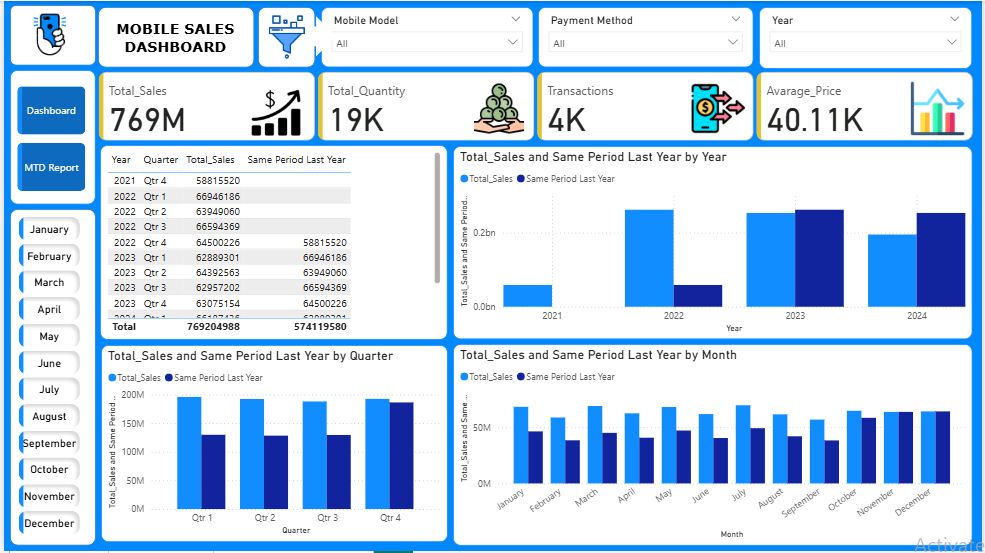 MOBILE SALES
DASHBOARD
Mobile Model
All
Payment Method
All
Year
All
Dashboard
MTD Report
Total_Sales
769M
Total_Quantity
19K
Transactions
4K
Avarage_Price
40.11K
January
February
March
April
May
June
July
August
September
October
November
December
Year Quarter Total_Sales Same Period Last Year
2021 Qtr 4 58815520
2022 Qtr 1 66946186
2022 Qtr 2 63949060
2022 Qtr 3 66594369
2022 Qtr 4 64500226 58815520
2023 Qtr 1 62889301 66946186
2023 Qtr 2 64392563 63949060
2023 Qtr 3 62957202 66594369
2023 Qtr 4 63075154 64500226
Total 769204988 574119580
Total_Sales and Same Period Last Year by Year
Total_Sales Same Period Last Year
Total_Sales and Same Period...
0.2bn
0.0bn
2021 2022 2023 2024
Year
Total_Sales and Same Period Last Year by Quarter
Total_Sales Same Period Last Year
Total_Sales and Same Period ...
200M
150M
100M
50M
0M
Qtr 1 Qtr 2 Qtr 3 Qtr 4
Quarter
Total_Sales and Same Period Last Year by Month
Total_Sales Same Period Last Year
Total_Sales and Same ...
50M
0M
January February March April May June July August September October November December
Month
Activate